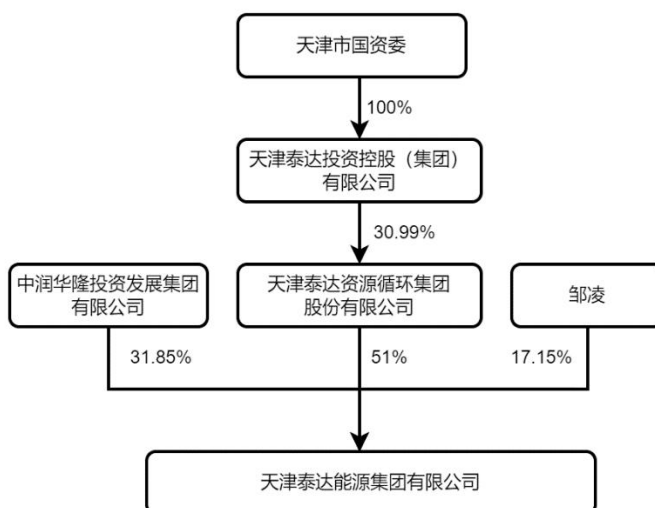 天津市国资委
100%
天津泰达投资控股（集团）
有限公司
30.99%
中润华隆投资发展集团
有限公司
天津泰达资源循环集团
股份有限公司
邹凌
31.85%
51%
17.15%
天津泰达能源集团有限公司